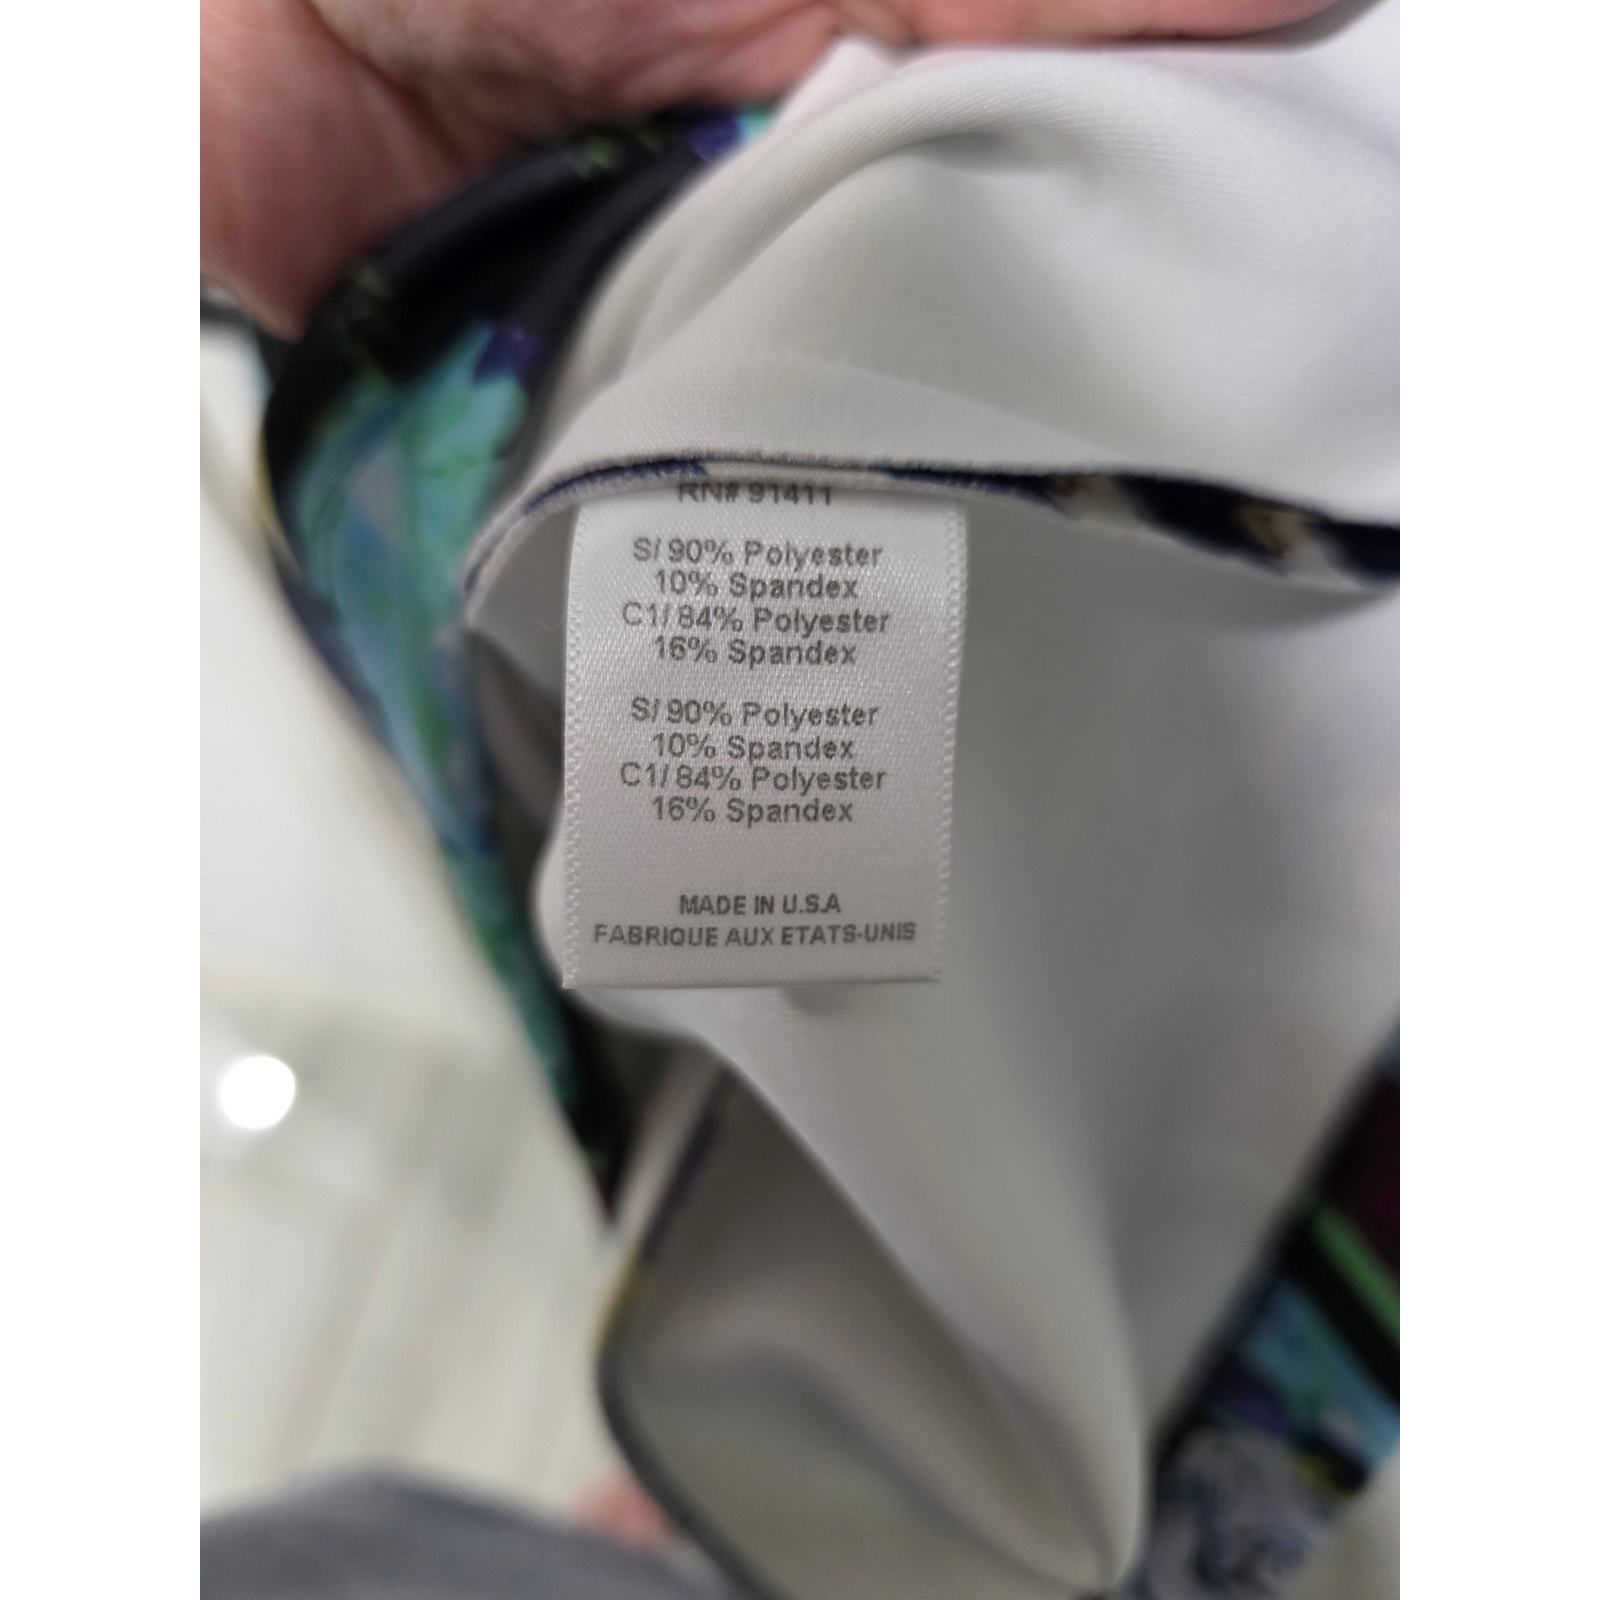 RN# 91411
S/ 90% Polyester
10% Spandex
C1/ 84% Polyester
16% Spandex
S/ 90% Polyester
10% Spandex
C1/ 84% Polyester
16% Spandex
MADE IN U.S.A
FABRIQUE AUX ETATS-UNIS